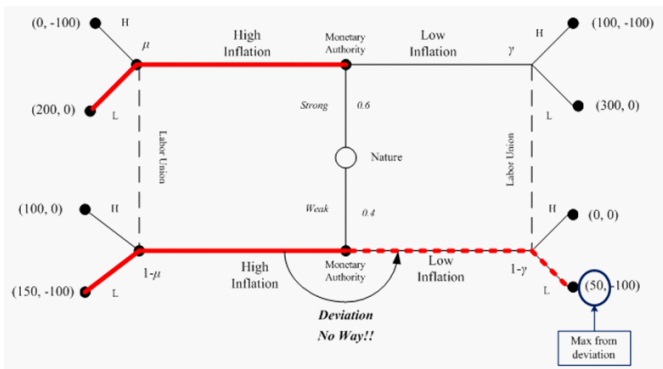 (0, -100)
H
μ
High
Inflation
Monetary
Authority
Low
Inflation
γ
H
(100, -100)
(200, 0)
L
Strong
0.6
L
(300, 0)
Labor Union
Nature
Labor Union
(100, 0)
H
Weak
0.4
H
(0, 0)
1-μ
High
Inflation
Monetary
Authority
Low
Inflation
1-γ
(150, -100)
L
L
(50, -100)
Deviation
No Way!!
Max from
deviation